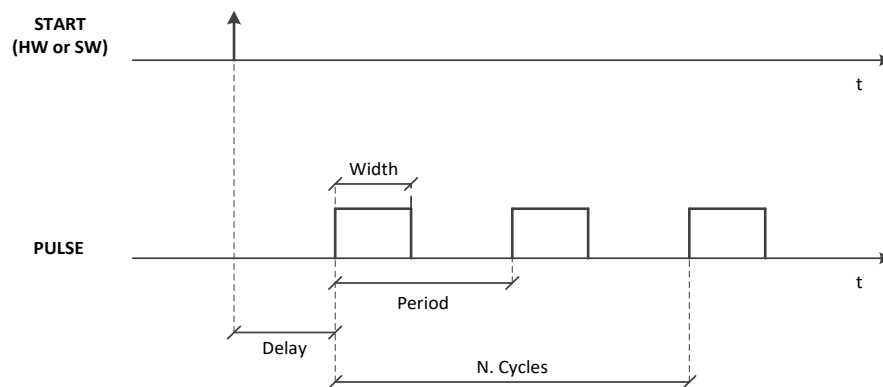 START
(HW or SW)
t
Width
PULSE
t
Period
Delay
N. Cycles